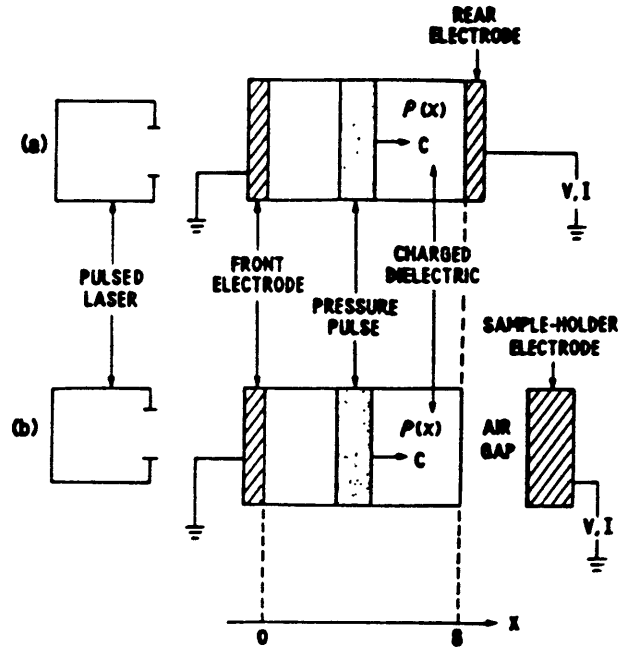 REAR
ELECTRODE
(a)
ρ(x)
C
V,I
PULSED
LASER
FRONT
ELECTRODE
PRESSURE
PULSE
CHARGED
DIELECTRIC
SAMPLE-HOLDER
ELECTRODE
(b)
ρ(x)
C
AIR
GAP
V,I
0
S
X